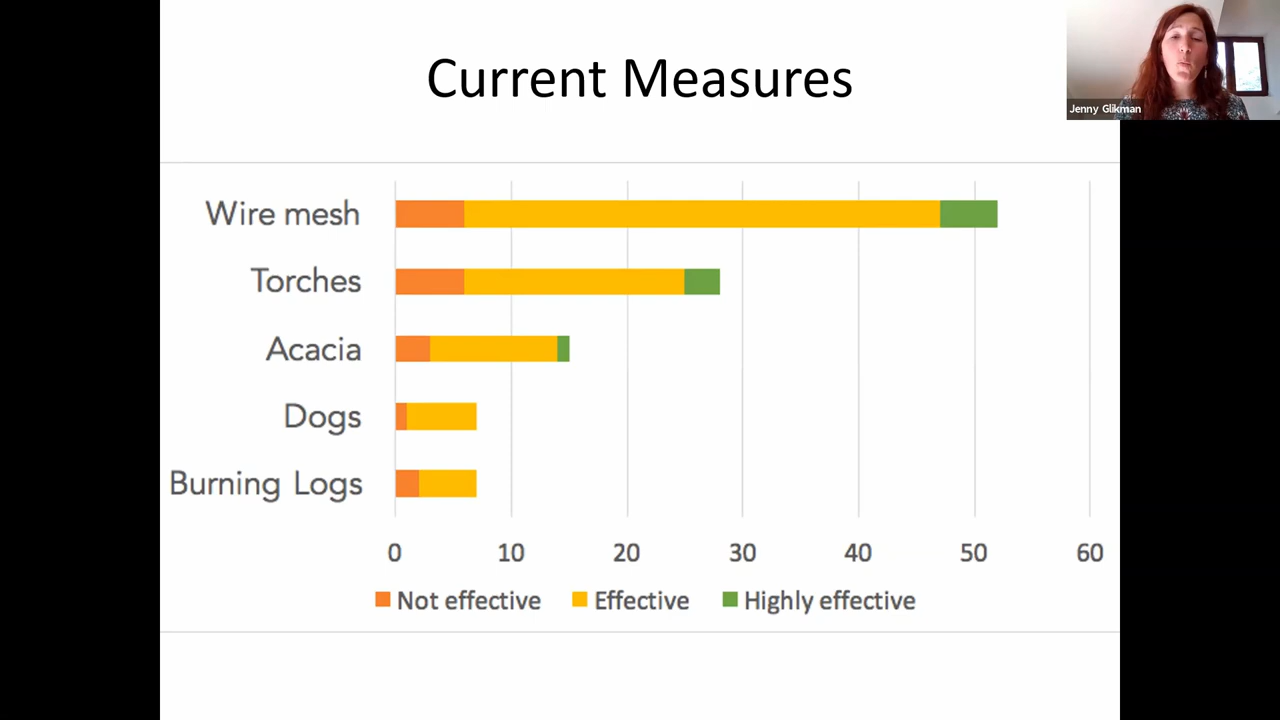 Current Measures
Jenny Glikman
Wire mesh
Torches
Acacia
Dogs
Burning Logs
0 10 20 30 40 50 60
Not effective Effective Highly effective